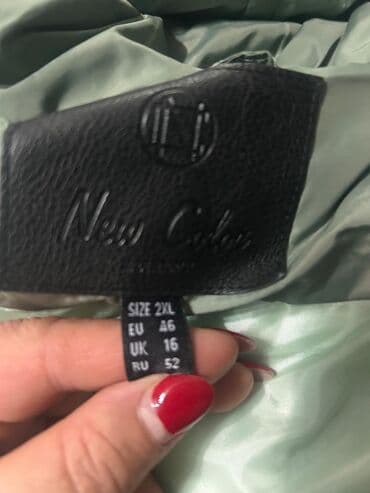 New Color
SIZE 2XL
EU 46
UK 16
RU 52